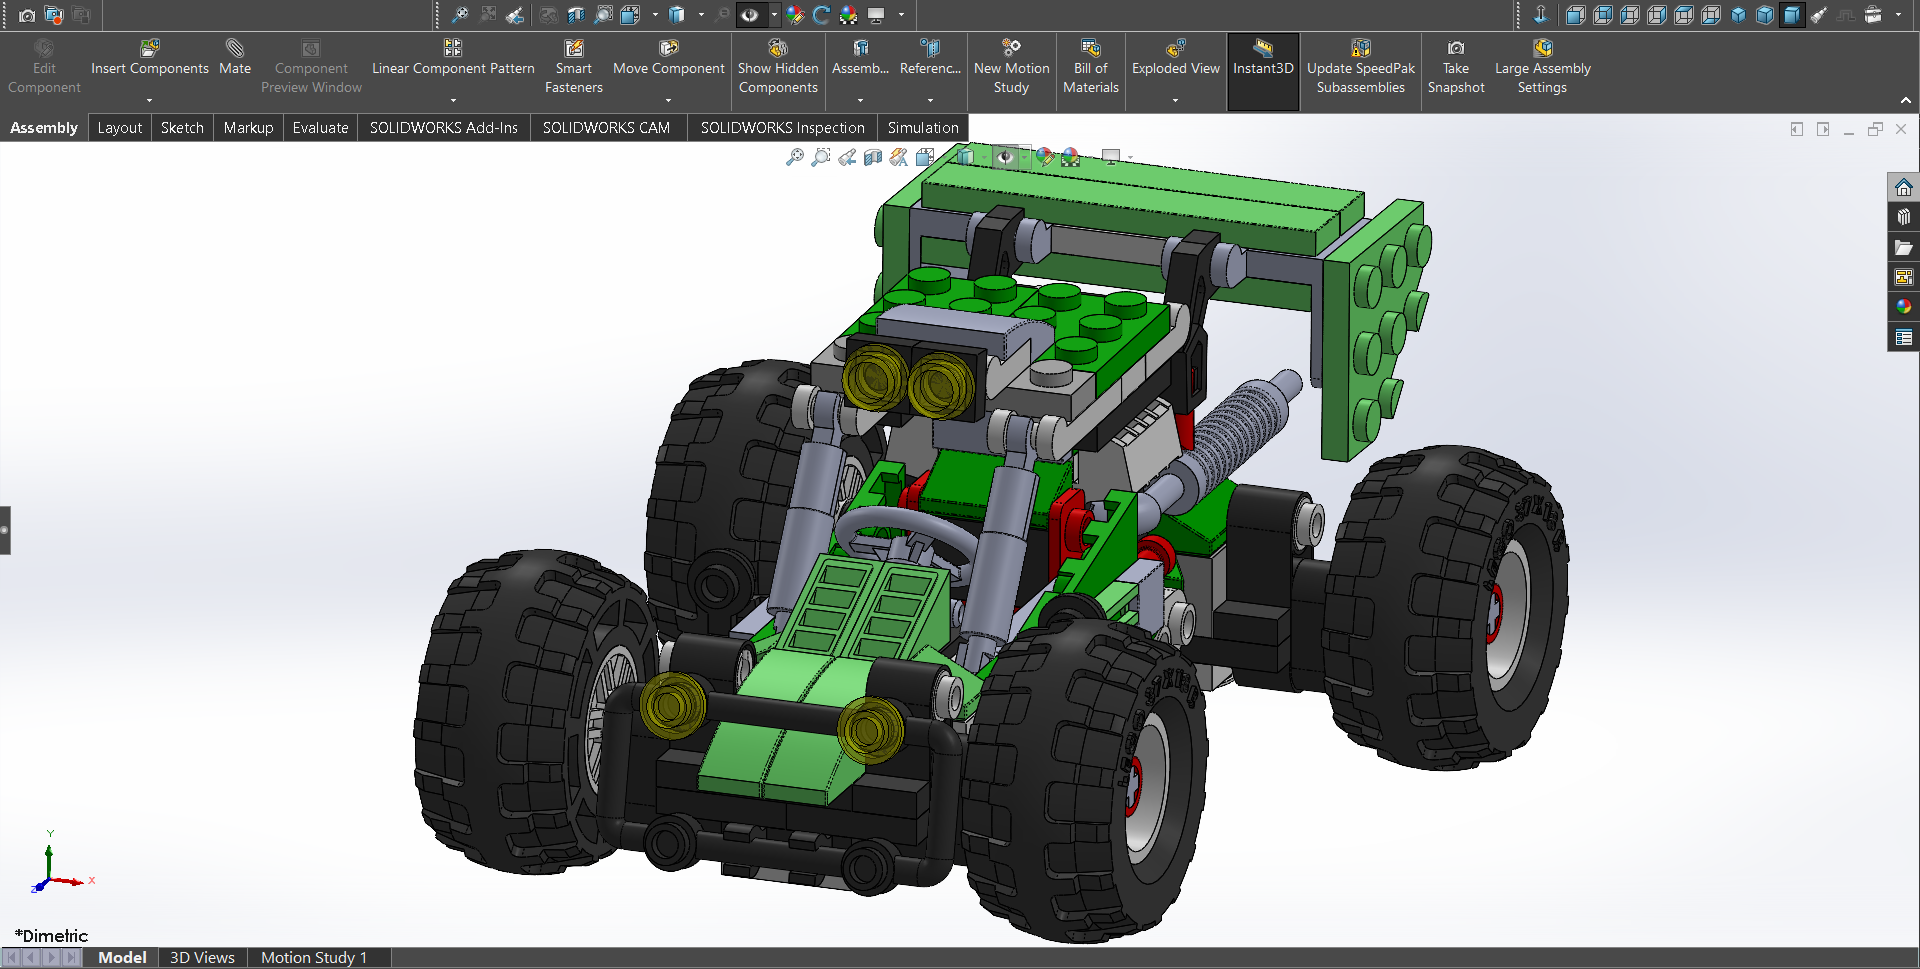 Edit
Component
Insert Components
Mate
Component
Preview Window
Linear Component Pattern
Smart
Fasteners
Move Component
Show Hidden
Components
Assemb...
Referenc...
New Motion
Study
Bill of
Materials
Exploded View
Instant3D
Update SpeedPak
Subassemblies
Take
Snapshot
Large Assembly
Settings
Assembly
Layout
Sketch
Markup
Evaluate
SOLIDWORKS Add-Ins
SOLIDWORKS CAM
SOLIDWORKS Inspection
Simulation
Y
X
Z
*Dimetric
Model
3D Views
Motion Study 1